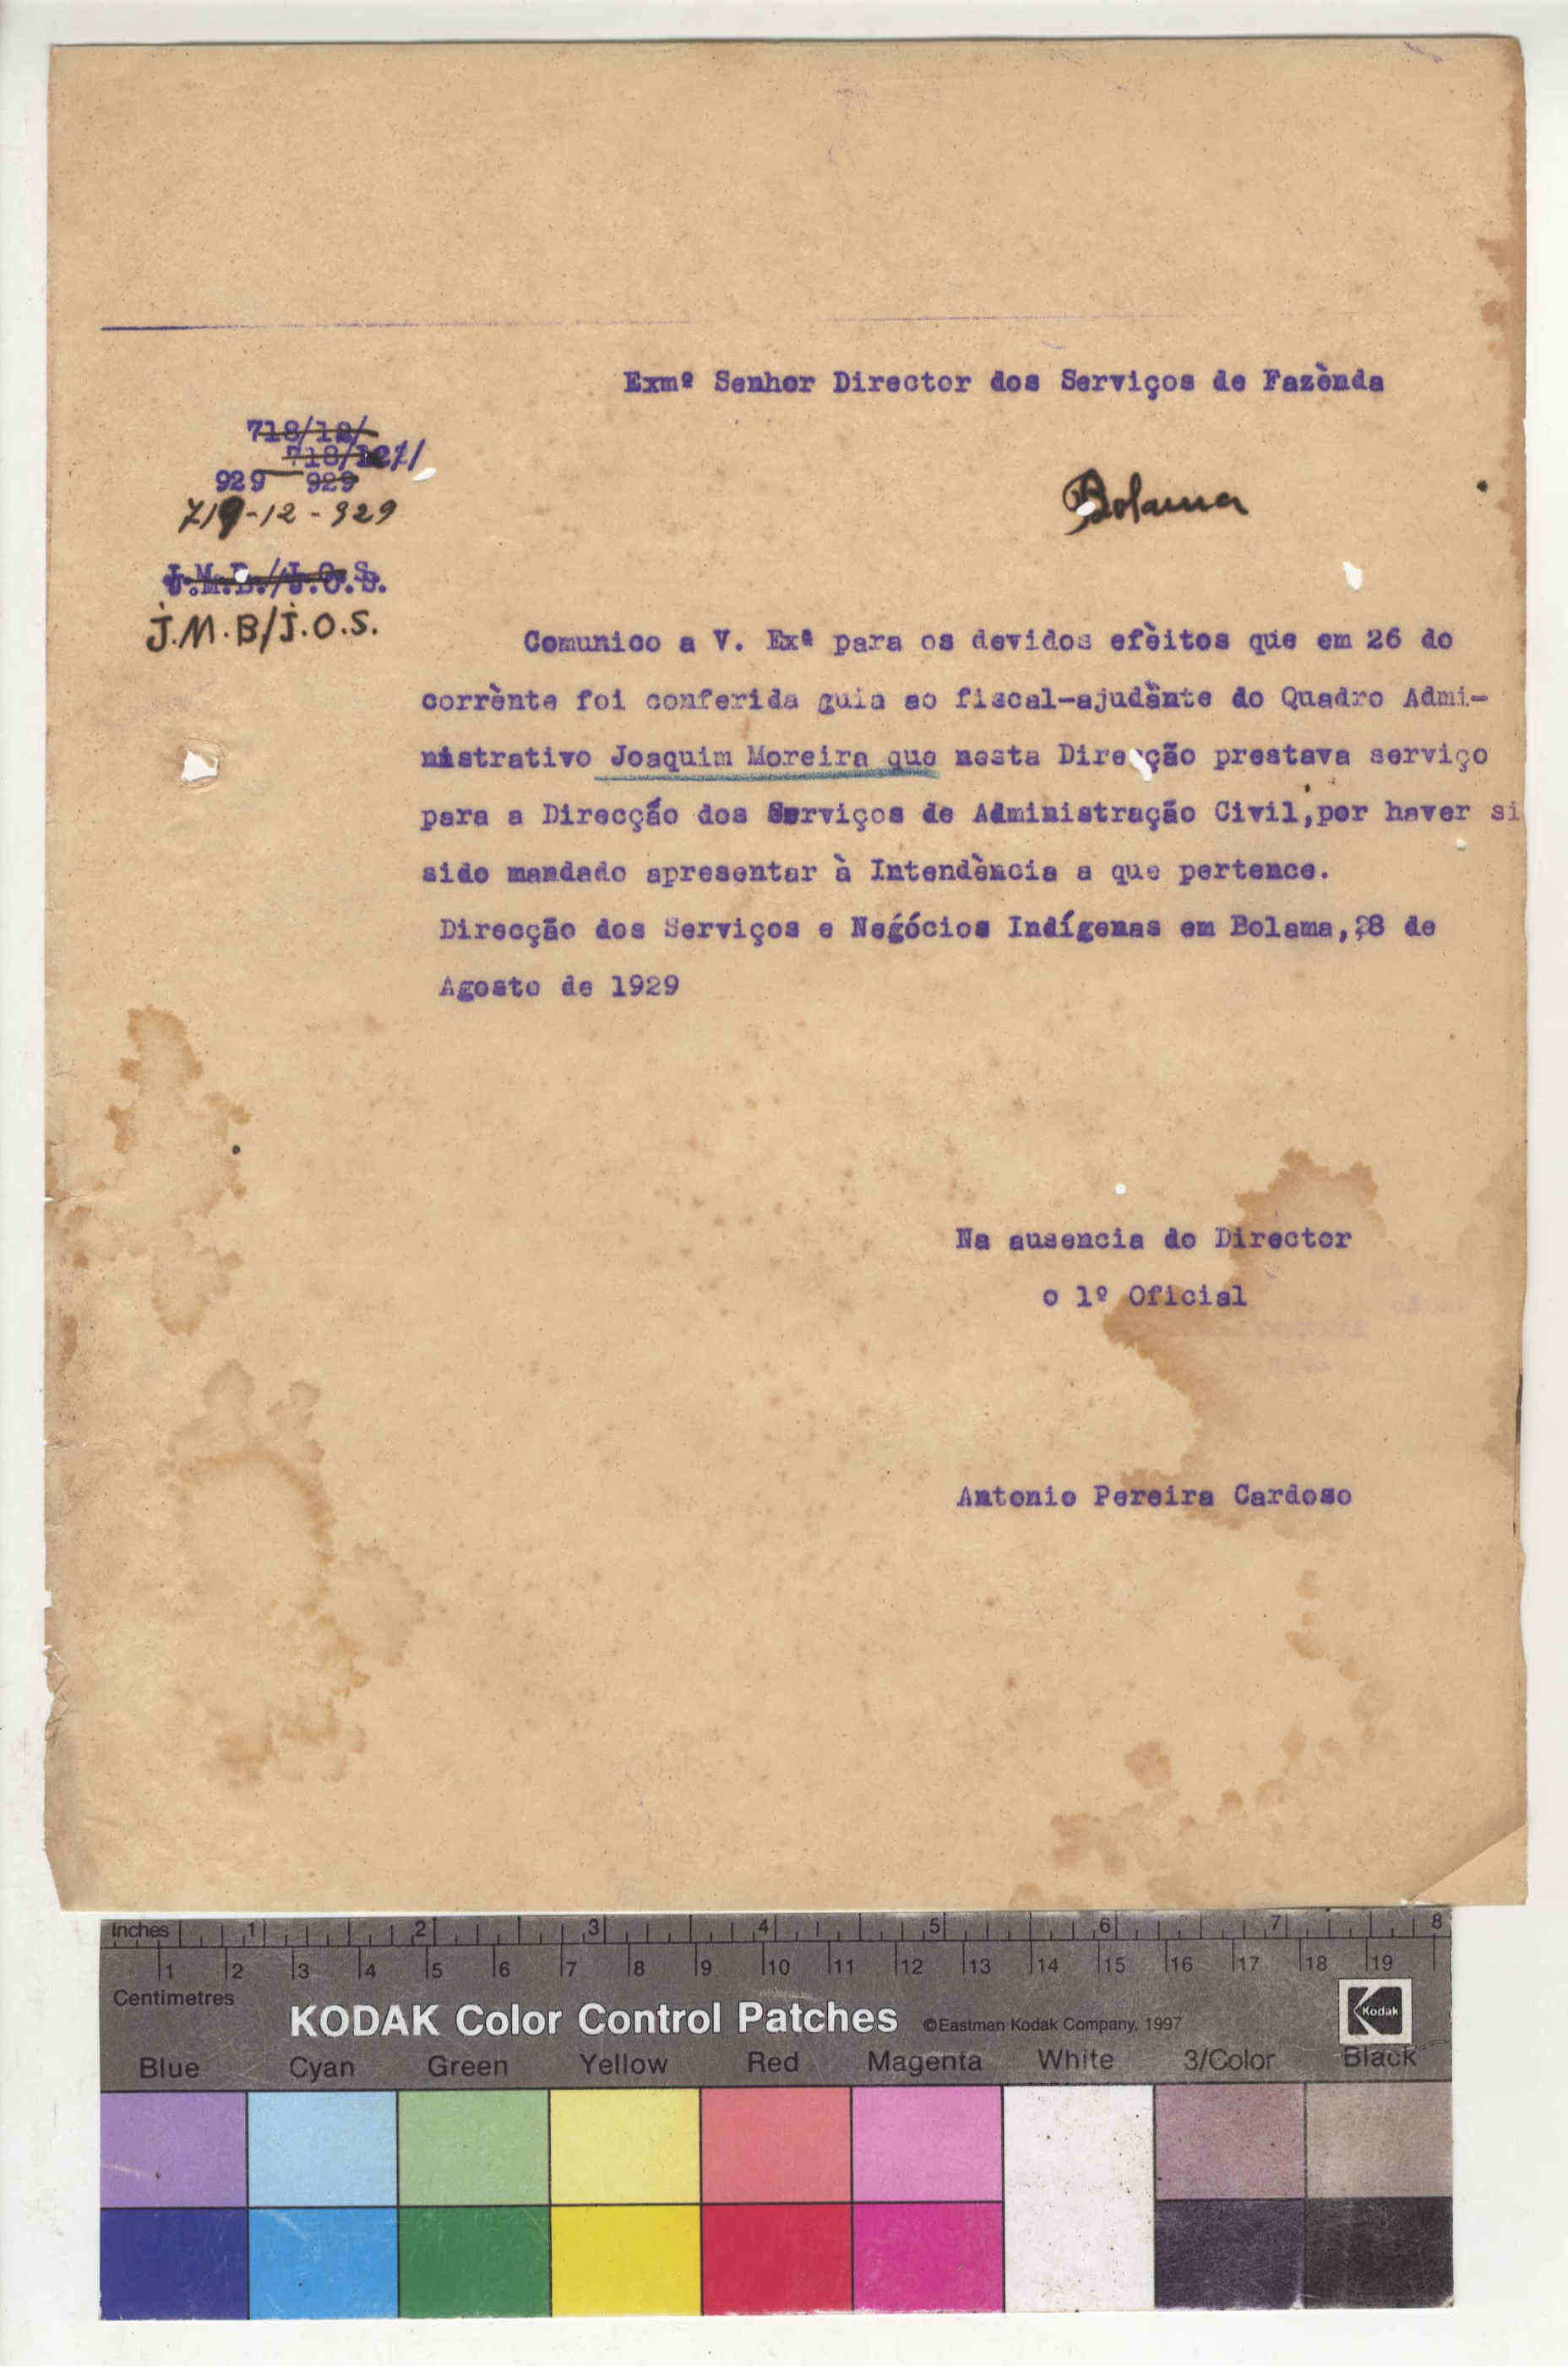 Exmº Senhor Director dos Serviços de Fazènda
718/12/
718/12
929 929
719-12-929
Bolama
J.M.B./J.O.S.
J.M.B/J.O.S.
Comunico a V. Exª para os devidos efèitos que em 26 do
corrènte foi conferida guia ao fiscal-ajudànte do Quadro Admi-
nistrativo Joaquim Moreira que nesta Direcção prestava serviço
para a Direcção dos Serviços de Administração Civil,por haver si
sido mandado apresentar à Intendència a que pertence.
Direcção dos Serviços e Negócios Indígenas em Bolama,28 de
Agosto de 1929
Na ausencia do Director
o 1º Oficial
Antonio Pereira Cardoso
Inches 1 2 3 4 5 6 7 8
1 2 3 4 5 6 7 8 9 10 11 12 13 14 15 16 17 18 19
Centimetres
KODAK Color Control Patches ©Eastman Kodak Company, 1997 Kodak
Blue Cyan Green Yellow Red Magenta White 3/Color Black